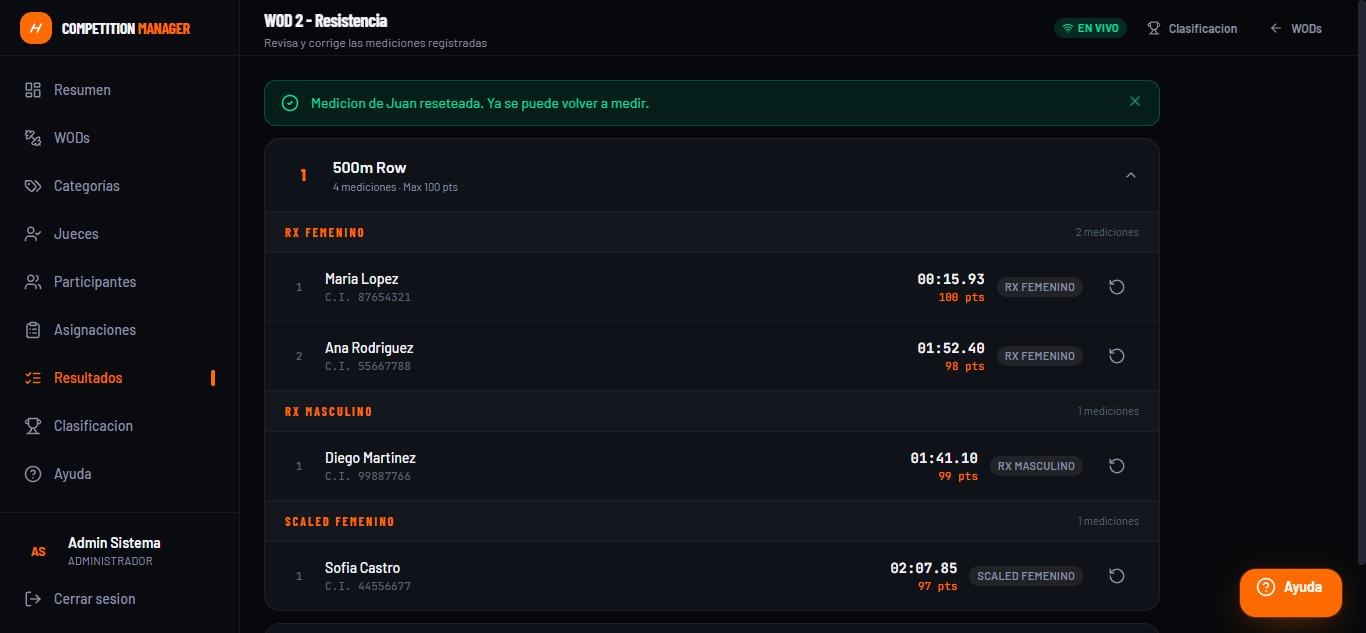 COMPETITION MANAGER
Resumen
WODs
Categorías
Jueces
Participantes
Asignaciones
Resultados
Clasificacion
Ayuda
AS
Admin Sistema
ADMINISTRADOR
Cerrar sesion
WOD 2 - Resistencia
Revisa y corrige las mediciones registradas
EN VIVO
Clasificacion
WODs
Medicion de Juan reseteada. Ya se puede volver a medir.
1
500m Row
4 mediciones · Max 100 pts
RX FEMENINO
2 mediciones
1
Maria Lopez
C.I. 87654321
00:15.93
100 pts
RX FEMENINO
2
Ana Rodriguez
C.I. 55667788
01:52.40
98 pts
RX FEMENINO
RX MASCULINO
1 mediciones
1
Diego Martinez
C.I. 99887766
01:41.10
99 pts
RX MASCULINO
SCALED FEMENINO
1 mediciones
1
Sofia Castro
C.I. 44556677
02:07.85
97 pts
SCALED FEMENINO
Ayuda